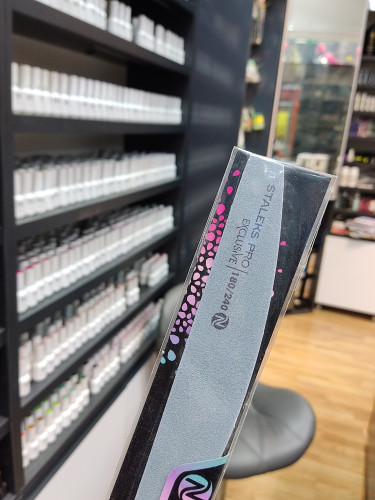 STALEKS PRO
EXCLUSIVE | 180/240